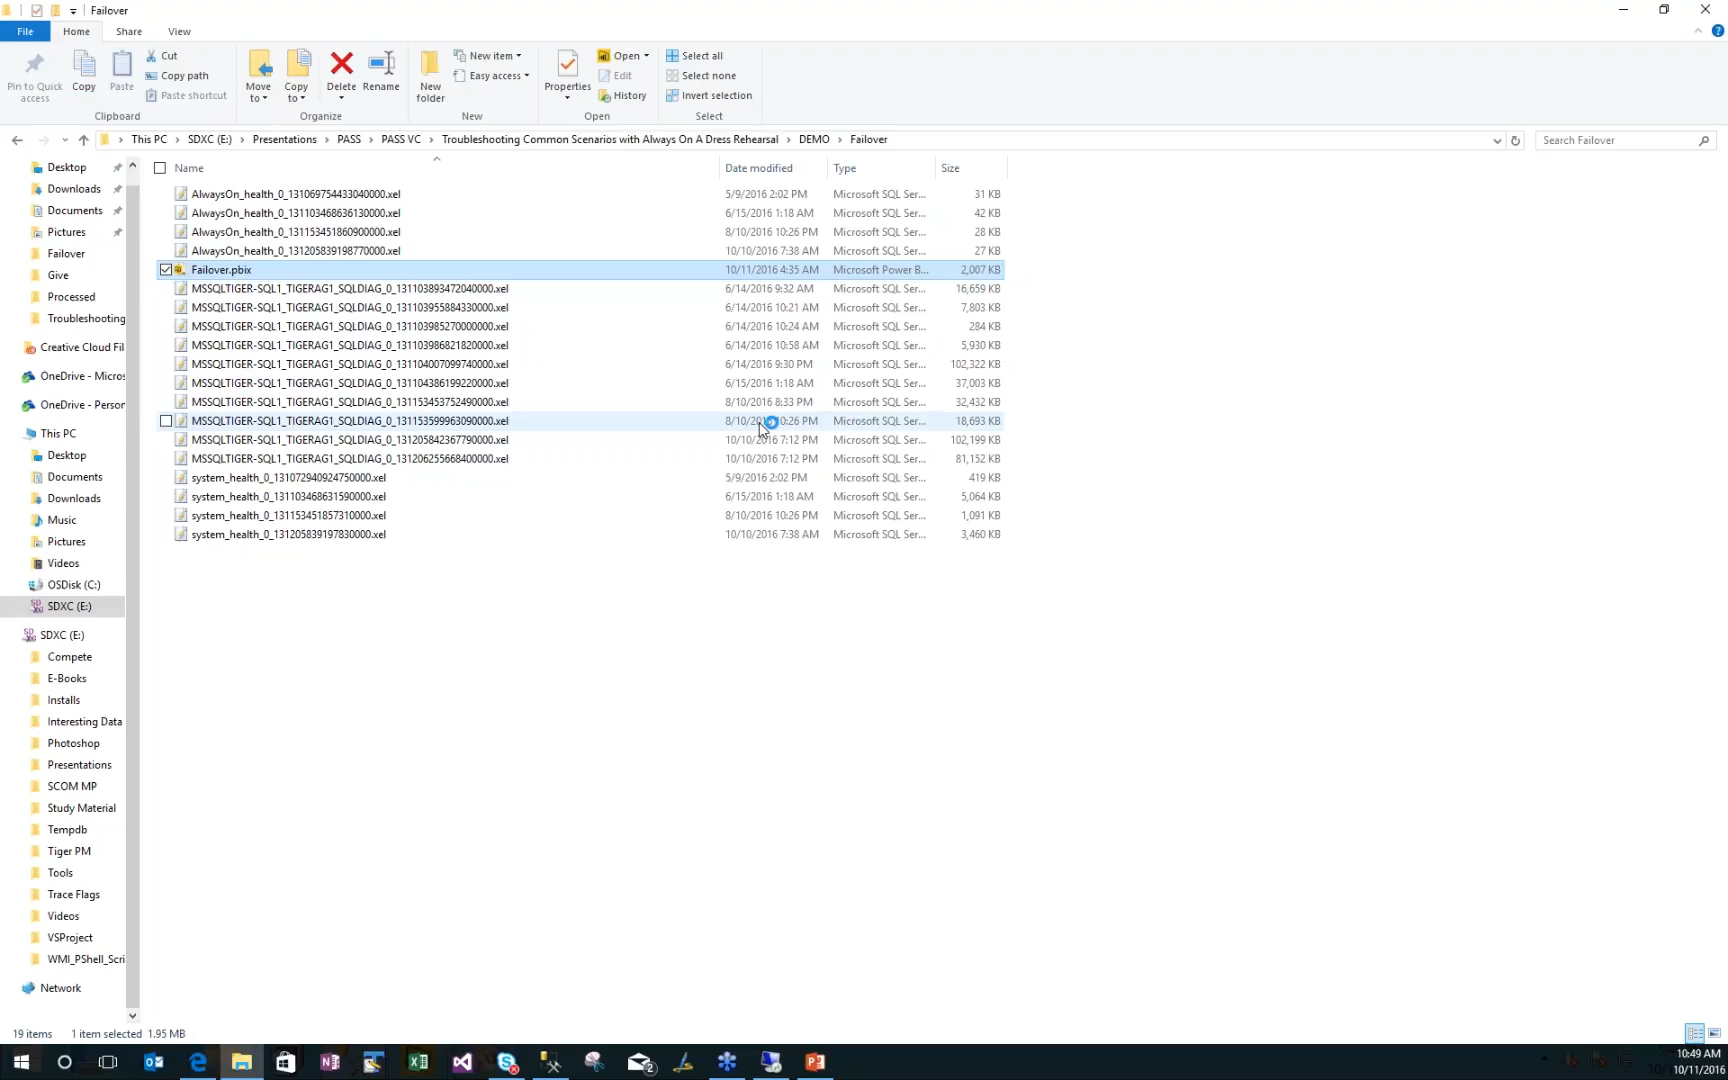 Failover
File Home Share View
Pin to Quick access
Copy
Paste
Cut
Copy path
Paste shortcut
Clipboard
Move to
Copy to
Delete
Rename
Organize
New folder
New item
Easy access
New
Properties
Open
Edit
History
Open
Select all
Select none
Invert selection
Select
This PC > SDXC (E:) > Presentations > PASS > PASS VC > Troubleshooting Common Scenarios with Always On A Dress Rehearsal > DEMO > Failover
Search Failover
Desktop
Downloads
Documents
Pictures
Failover
Give
Processed
Troubleshooting
Creative Cloud Fil
OneDrive - Micros
OneDrive - Person
This PC
Desktop
Documents
Downloads
Music
Pictures
Videos
OSDisk (C:)
SDXC (E:)
SDXC (E:)
Compete
E-Books
Installs
Interesting Data
Photoshop
Presentations
SCOM MP
Study Material
Tempdb
Tiger PM
Tools
Trace Flags
Videos
VSProject
WMI_PShell_Scri
Network
Name Date modified Type Size
AlwaysOn_health_0_131069754433040000.xel 5/9/2016 2:02 PM Microsoft SQL Ser... 31 KB
AlwaysOn_health_0_131103468636130000.xel 6/15/2016 1:18 AM Microsoft SQL Ser... 42 KB
AlwaysOn_health_0_131153451860900000.xel 8/10/2016 10:26 PM Microsoft SQL Ser... 28 KB
AlwaysOn_health_0_131205839198770000.xel 10/10/2016 7:38 AM Microsoft SQL Ser... 27 KB
Failover.pbix 10/11/2016 4:35 AM Microsoft Power B... 2,007 KB
MSSQLTIGER-SQL1_TIGERAG1_SQLDIAG_0_131103893472040000.xel 6/14/2016 9:32 AM Microsoft SQL Ser... 16,659 KB
MSSQLTIGER-SQL1_TIGERAG1_SQLDIAG_0_131103955884330000.xel 6/14/2016 10:21 AM Microsoft SQL Ser... 7,803 KB
MSSQLTIGER-SQL1_TIGERAG1_SQLDIAG_0_131103985270000000.xel 6/14/2016 10:24 AM Microsoft SQL Ser... 284 KB
MSSQLTIGER-SQL1_TIGERAG1_SQLDIAG_0_131103986821820000.xel 6/14/2016 10:58 AM Microsoft SQL Ser... 5,930 KB
MSSQLTIGER-SQL1_TIGERAG1_SQLDIAG_0_131104007099740000.xel 6/14/2016 9:30 PM Microsoft SQL Ser... 102,322 KB
MSSQLTIGER-SQL1_TIGERAG1_SQLDIAG_0_131104386199220000.xel 6/15/2016 1:18 AM Microsoft SQL Ser... 37,003 KB
MSSQLTIGER-SQL1_TIGERAG1_SQLDIAG_0_131153453752490000.xel 8/10/2016 8:33 PM Microsoft SQL Ser... 32,432 KB
MSSQLTIGER-SQL1_TIGERAG1_SQLDIAG_0_131153599963090000.xel PM Microsoft SQL Ser... 18,693 KB
MSSQLTIGER-SQL1_TIGERAG1_SQLDIAG_0_131205842367790000.xel 10/10/2016 7:12 PM Microsoft SQL Ser... 102,199 KB
MSSQLTIGER-SQL1_TIGERAG1_SQLDIAG_0_131206255668400000.xel 10/10/2016 7:12 PM Microsoft SQL Ser... 81,152 KB
system_health_0_131072940924750000.xel 5/9/2016 2:02 PM Microsoft SQL Ser... 419 KB
system_health_0_131103468631590000.xel 6/15/2016 1:18 AM Microsoft SQL Ser... 5,064 KB
system_health_0_131153451857310000.xel 8/10/2016 10:26 PM Microsoft SQL Ser... 1,091 KB
system_health_0_131205839197830000.xel 10/10/2016 7:38 AM Microsoft SQL Ser... 3,460 KB
19 items 1 item selected 1.95 MB
10:49 AM
10/11/2016